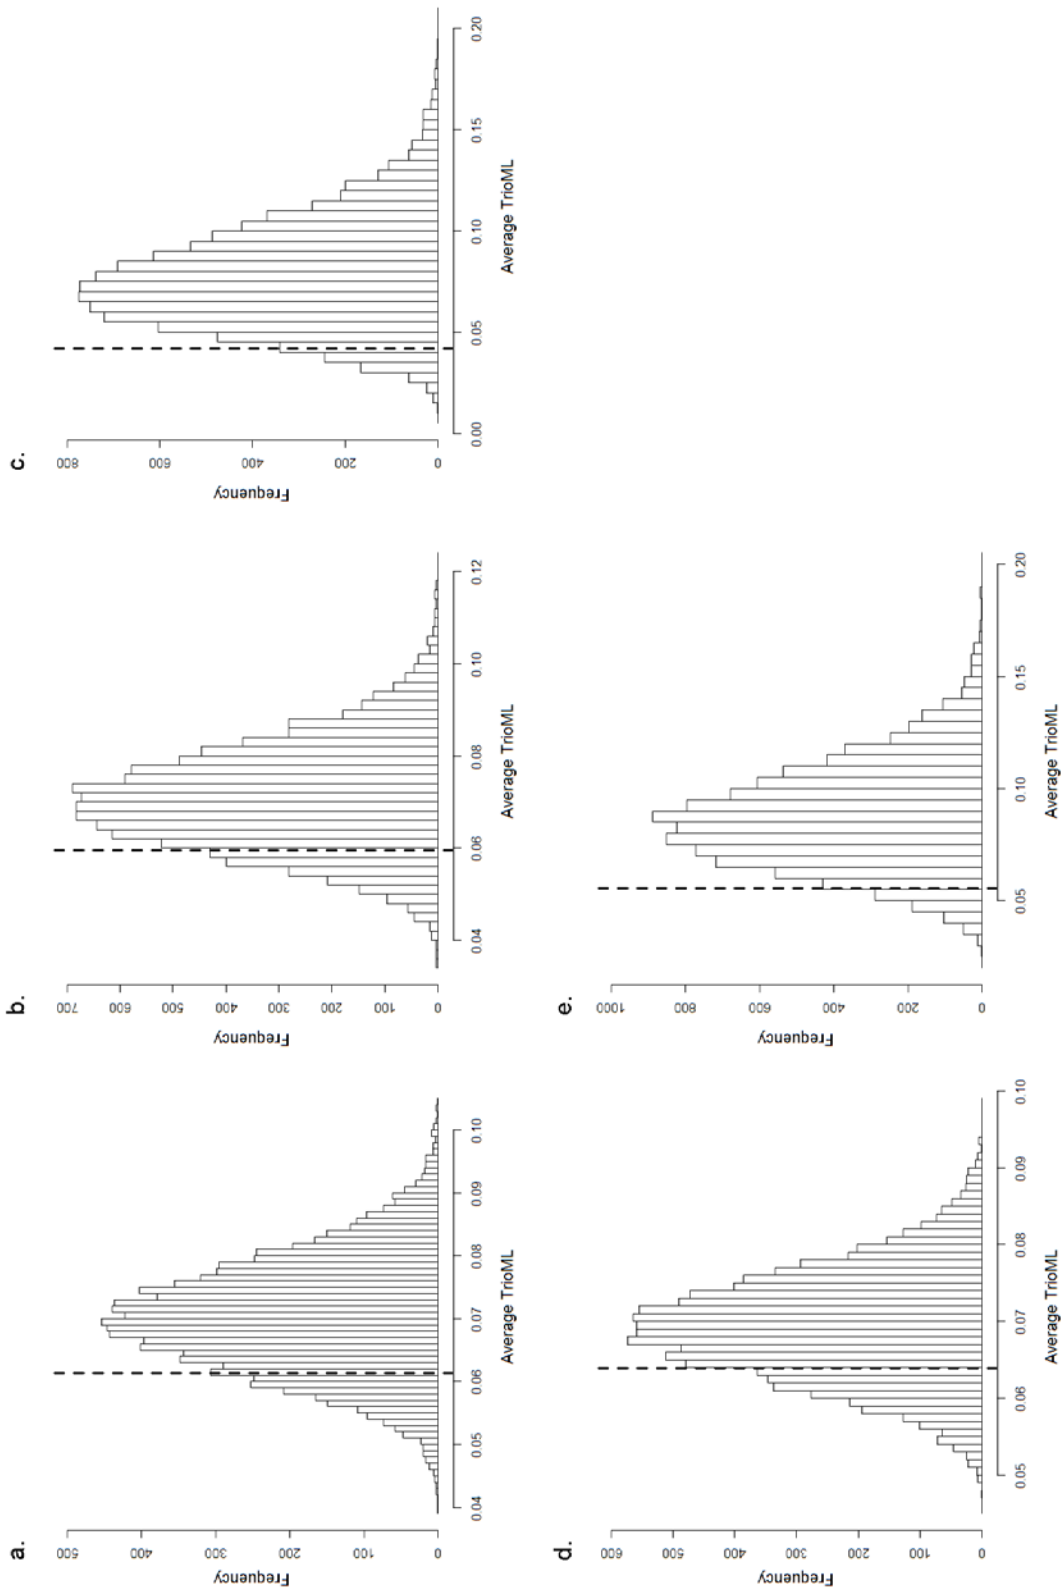 a.
Frequency
0 100 200 300 400 500
0.04 0.05 0.06 0.07 0.08 0.09 0.10
Average TrioML
b.
Frequency
0 100 200 300 400 500 600 700
0.04 0.06 0.08 0.10 0.12
Average TrioML
c.
Frequency
0 200 400 600 800
0.00 0.05 0.10 0.15 0.20
Average TrioML
d.
Frequency
0 100 200 300 400 500 600
0.05 0.06 0.07 0.08 0.09 0.10
Average TrioML
e.
Frequency
0 200 400 600 800 1000
0.05 0.10 0.15 0.20
Average TrioML